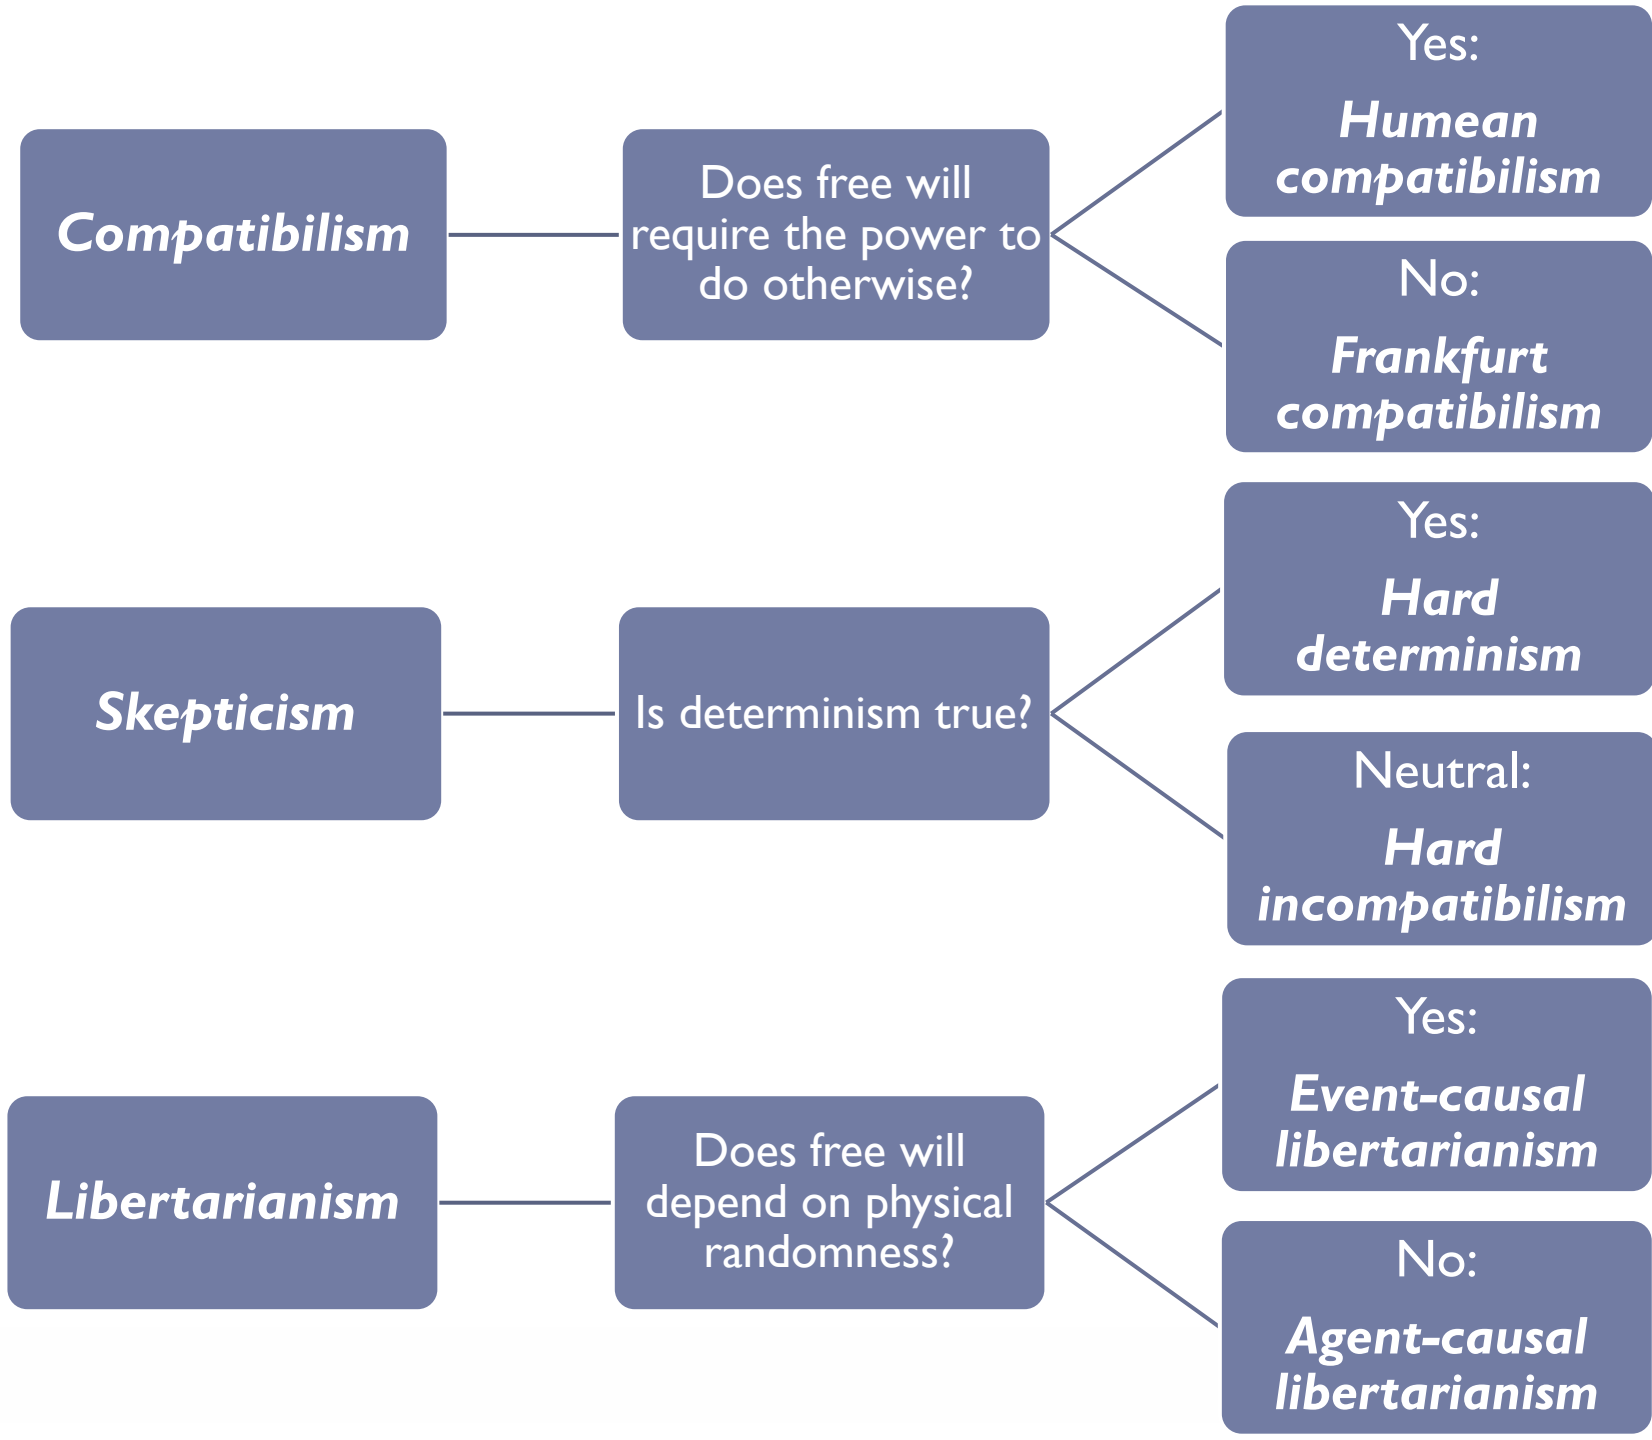 Compatibilism
Does free will
require the power to
do otherwise?
Yes:
Humean
compatibilism
No:
Frankfurt
compatibilism
Skepticism
Is determinism true?
Yes:
Hard
determinism
Neutral:
Hard
incompatibilism
Libertarianism
Does free will
depend on physical
randomness?
Yes:
Event-causal
libertarianism
No:
Agent-causal
libertarianism